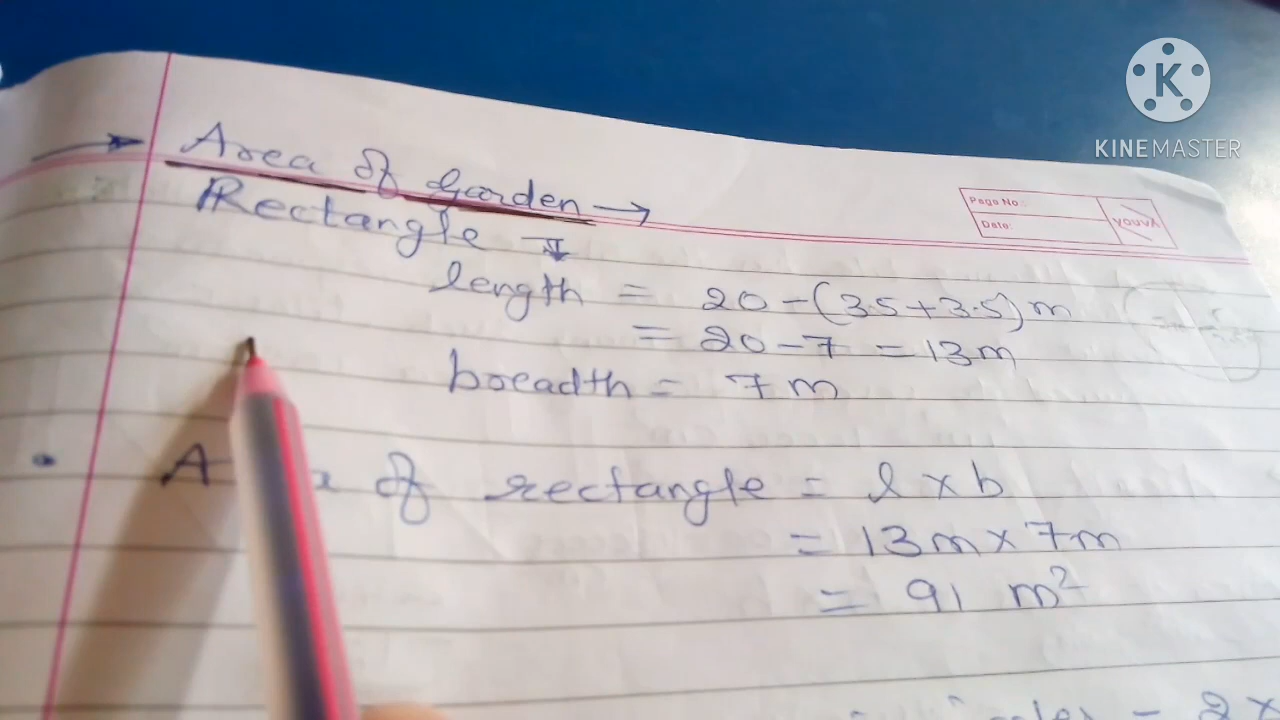 Area of Garden →
Rectangle
length = 20 - (3.5 + 3.5) m
= 20 - 7 = 13 m
breadth = 7 m
of rectangle = l × b
= 13 m × 7 m
= 91 m²
= 2 ×
Page No.:
Date:
YOUVA
K
KINEMASTER